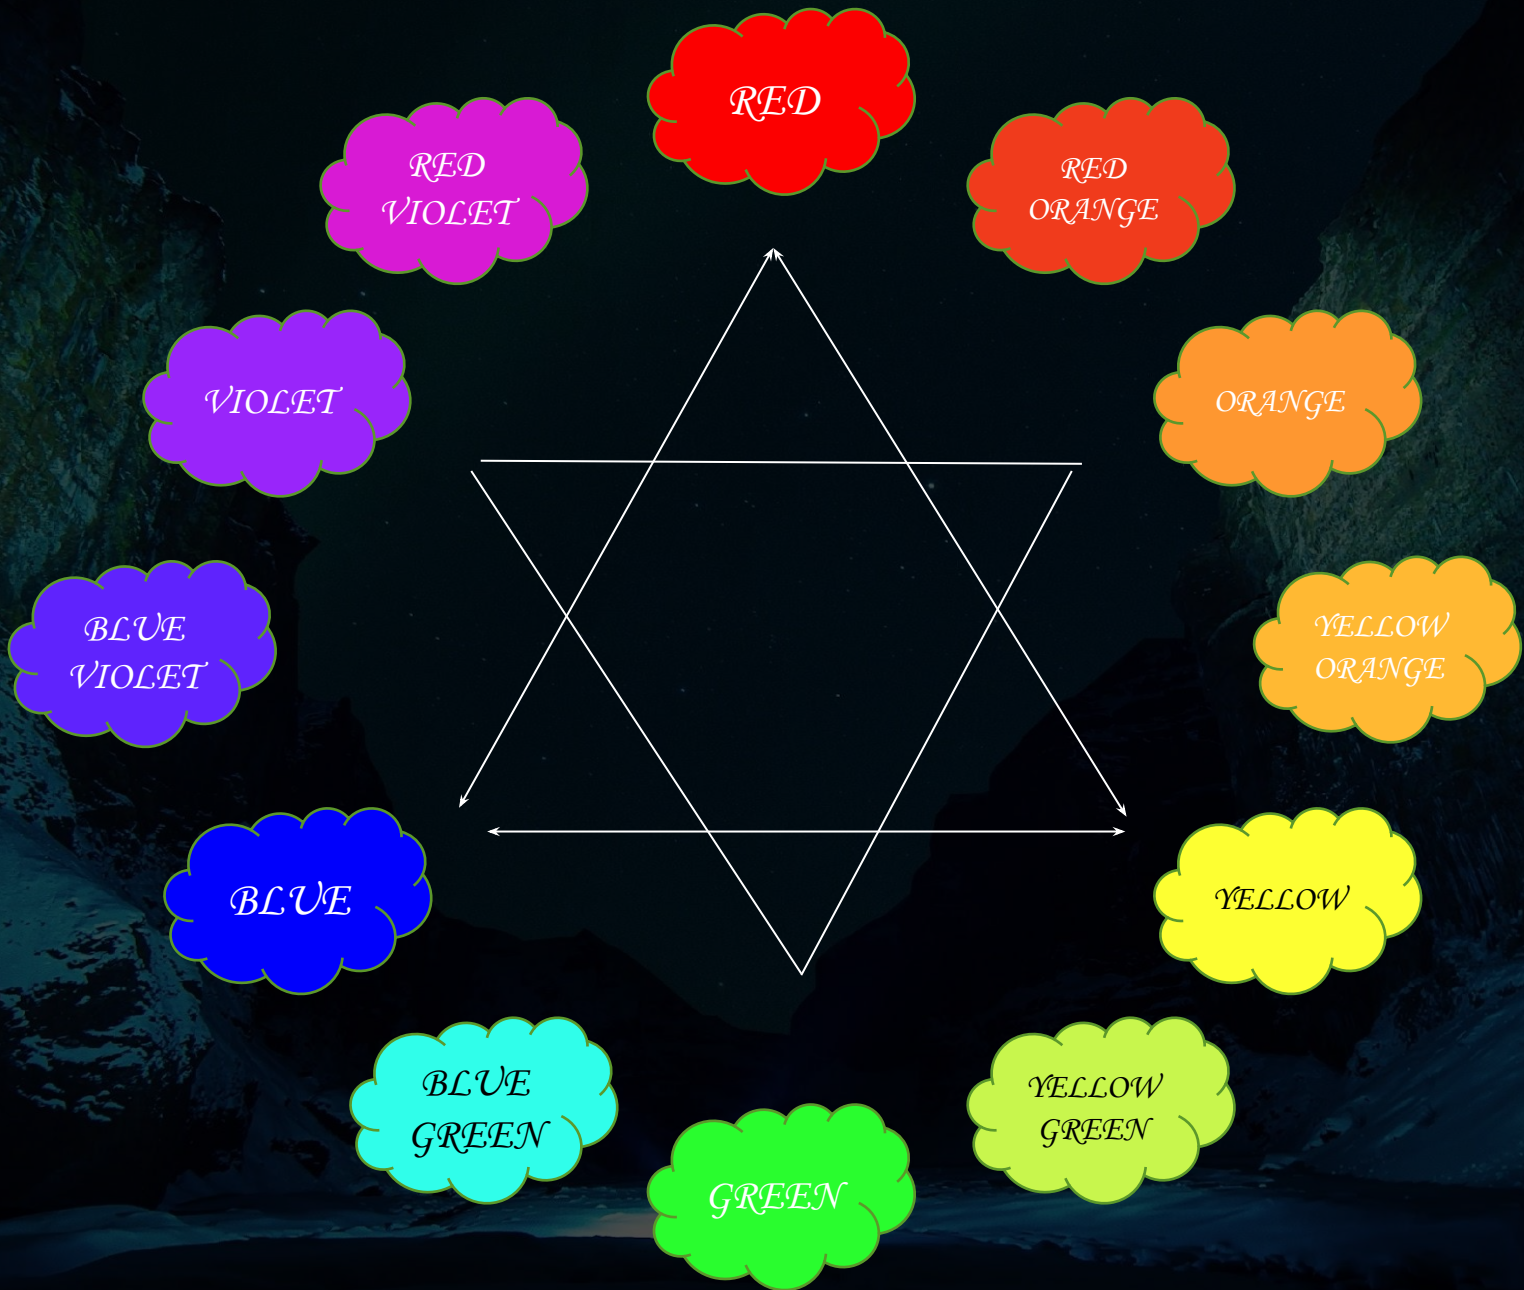 RED
RED
VIOLET
RED
ORANGE
VIOLET
ORANGE
BLUE
VIOLET
YELLOW
ORANGE
BLUE
YELLOW
BLUE
GREEN
YELLOW
GREEN
GREEN